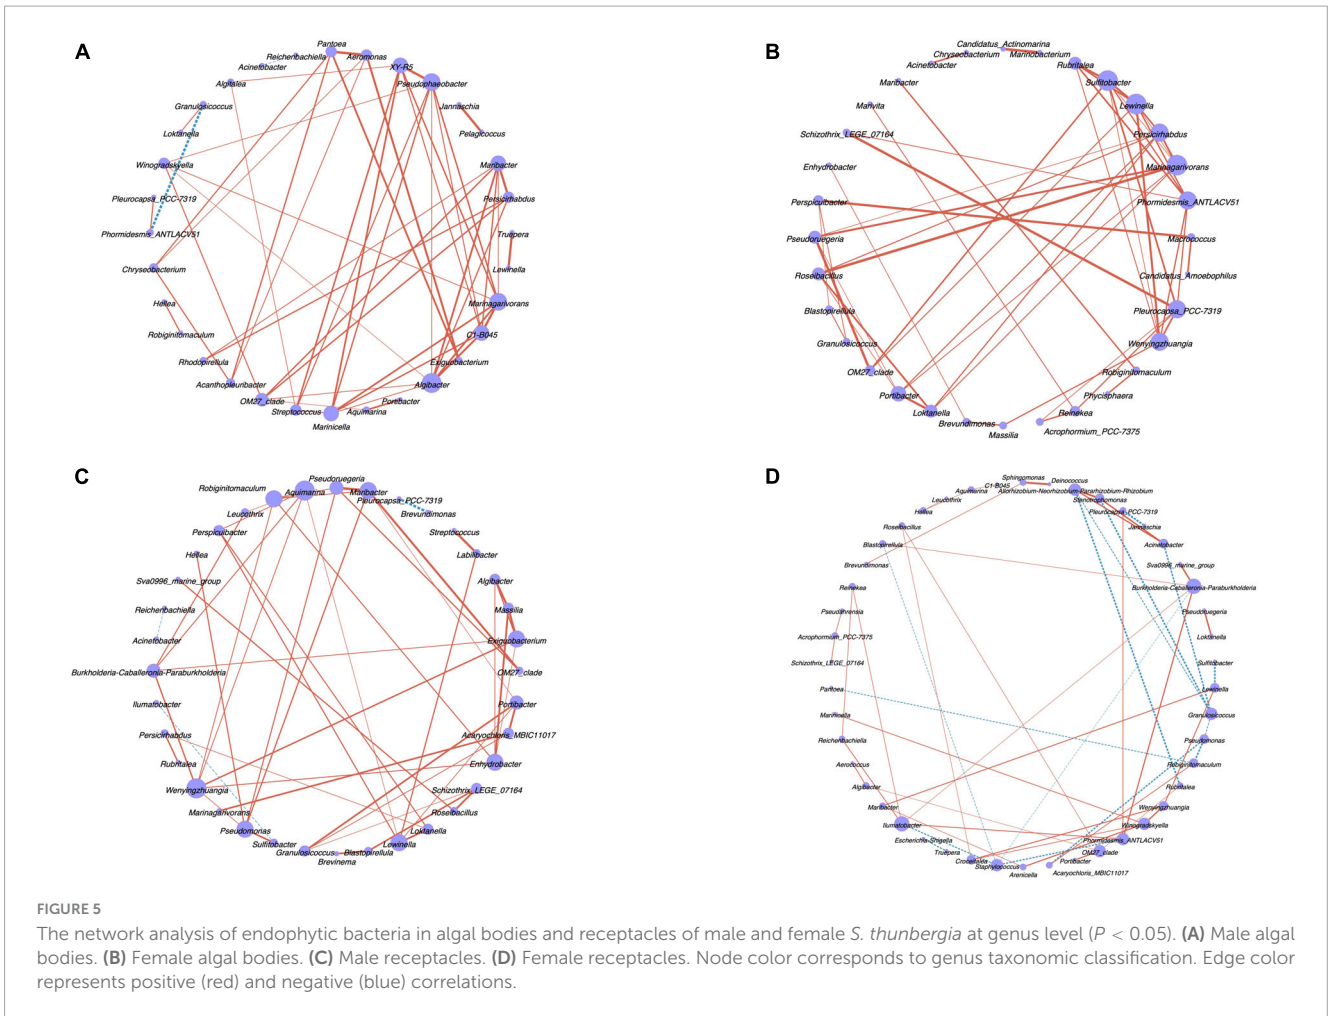 A
Pantoea
Reichenbachiella
Aeromonas
Acinetobacter
XY-R5
Algitalea
Pseudophaeobacter
Granulosicoccus
Jannaschia
Loktanella
Pelagicoccus
Winogradskyella
Maribacter
Pleurocapsa_PCC-7319
Persicirhabdus
Phormidesmis_ANTLACV51
Truepera
Chryseobacterium
Lewinella
Hellea
Marinagarivorans
Robiginitomaculum
C1-B045
Rhodopirellula
Exiguobacterium
Acanthopleuribacter
Algibacter
OM27_clade
Portibacter
Streptococcus
Aquimarina
Marinicella
B
Candidatus_Actinomarina
Chryseobacterium
Marinobacterium
Acinetobacter
Rubritalea
Maribacter
Sulfitobacter
Marivita
Lewinella
Schizothrix_LEGE_07164
Persicirhabdus
Enhydrobacter
Marinagarivorans
Perspicuibacter
Phormidesmis_ANTLACV51
Pseudoruegeria
Macrococcus
Roseibacillus
Candidatus_Amoebophilus
Blastopirellula
Pleurocapsa_PCC-7319
Granulosicoccus
Wenyingzhuangia
OM27_clade
Robiginitomaculum
Portibacter
Phycisphaera
Loktanella
Reinekea
Brevundimonas
Acrophormium_PCC-7375
Massilia
C
Pseudoruegeria
Robiginitomaculum
Aquimarina
Maribacter
Pleurocapsa_PCC-7319
Leucothrix
Brevundimonas
Perspicuibacter
Streptococcus
Hellea
Labilibacter
Sva0996_marine_group
Algibacter
Reichenbachiella
Massilia
Acinetobacter
Exiguobacterium
Burkholderia-Caballeronia-Paraburkholderia
OM27_clade
Ilumatobacter
Portibacter
Persicirhabdus
Acaryochloris_MBIC11017
Rubritalea
Enhydrobacter
Wenyingzhuangia
Schizothrix_LEGE_07164
Marinagarivorans
Roseibacillus
Pseudomonas
Loktanella
Sulfitobacter
Lewinella
Granulosicoccus
Blastopirellula
Brevinema
D
Sphingomonas
C1-B045
Deinococcus
Aquimarina
Allorhizobium-Neorhizobium-Pararhizobium-Rhizobium
Leucothrix
Stenotrophomonas
Hellea
Pleurocapsa_PCC-7319
Roseibacillus
Jannaschia
Blastopirellula
Acinetobacter
Brevundimonas
Sva0996_marine_group
Reinekea
Burkholderia-Caballeronia-Paraburkholderia
Pseudahrensia
Pseudoruegeria
Acrophormium_PCC-7375
Loktanella
Schizothrix_LEGE_07164
Sulfitobacter
Pantoea
Lewinella
Marinicella
Granulosicoccus
Reichenbachiella
Pseudomonas
Aerococcus
Robiginitomaculum
Algibacter
Rubritalea
Maribacter
Wenyingzhuangia
Ilumatobacter
Winogradskyella
Escherichia-Shigella
Phormidesmis_ANTLACV51
Truepera
OM27_clade
Croceitalea
Portibacter
Staphylococcus
Acaryochloris_MBIC11017
Arenicella
FIGURE 5
The network analysis of endophytic bacteria in algal bodies and receptacles of male and female S. thunbergia at genus level (P < 0.05). (A) Male algal
bodies. (B) Female algal bodies. (C) Male receptacles. (D) Female receptacles. Node color corresponds to genus taxonomic classification. Edge color
represents positive (red) and negative (blue) correlations.